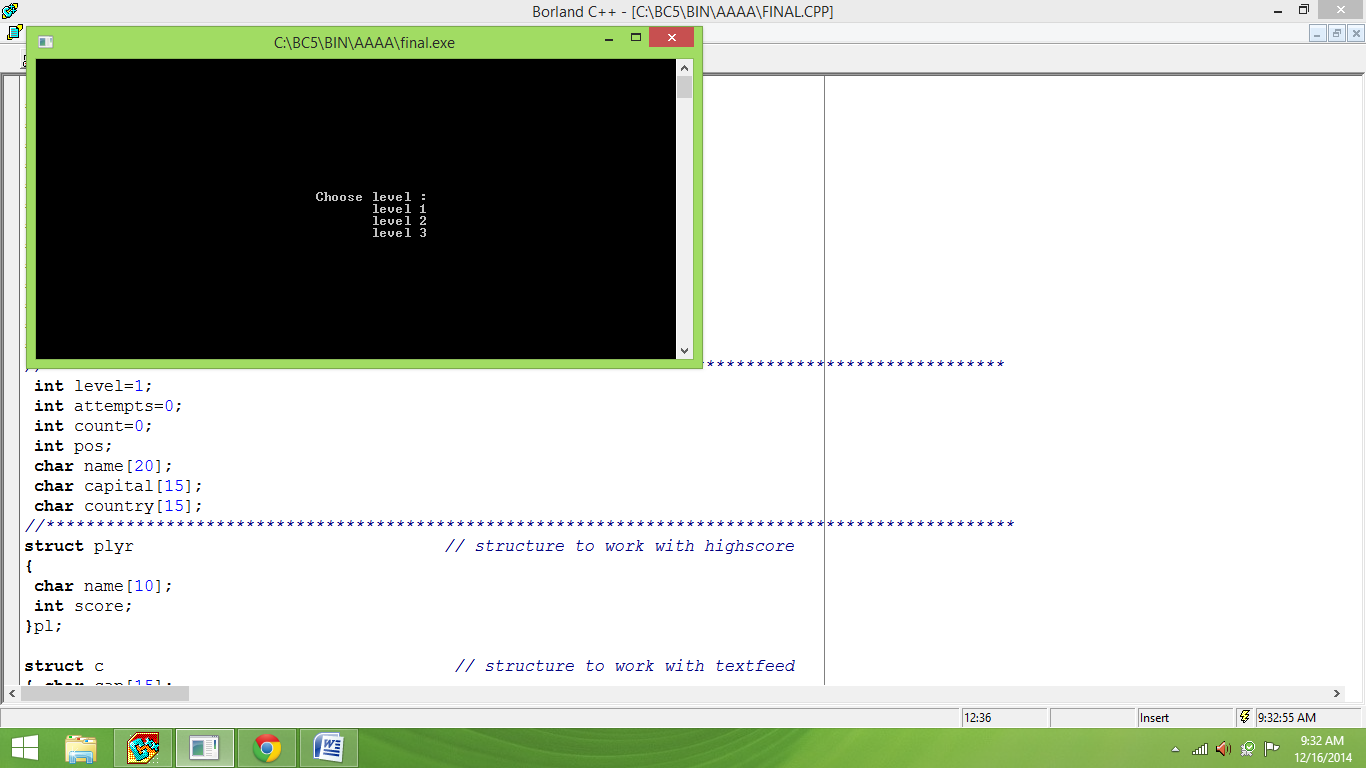 Borland C++ - [C:\BC5\BIN\AAAA\FINAL.CPP]
C:\BC5\BIN\AAAA\final.exe
Choose level :
level 1
level 2
level 3
int level=1;
int attempts=0;
int count=0;
int pos;
char name[20];
char capital[15];
char country[15];
//*************************************************************************************************
struct plyr // structure to work with highscore
{
char name[10];
int score;
}pl;
struct c // structure to work with textfeed
{ char cap[15];
12:36 Insert 9:32:55 AM
9:32 AM
12/16/2014